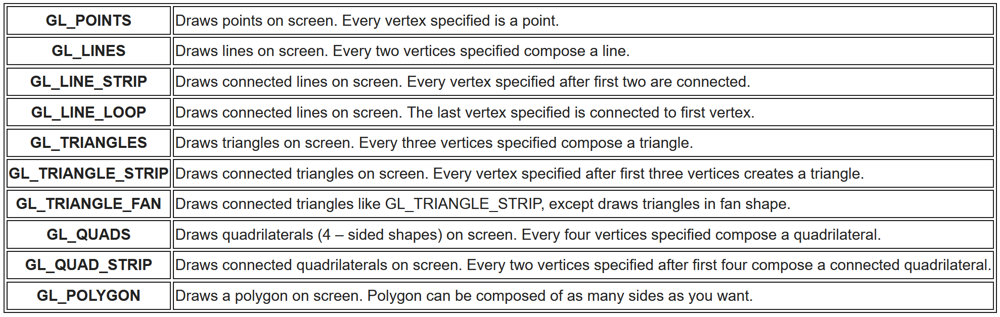 GL_POINTS Draws points on screen. Every vertex specified is a point.
GL_LINES Draws lines on screen. Every two vertices specified compose a line.
GL_LINE_STRIP Draws connected lines on screen. Every vertex specified after first two are connected.
GL_LINE_LOOP Draws connected lines on screen. The last vertex specified is connected to first vertex.
GL_TRIANGLES Draws triangles on screen. Every three vertices specified compose a triangle.
GL_TRIANGLE_STRIP Draws connected triangles on screen. Every vertex specified after first three vertices creates a triangle.
GL_TRIANGLE_FAN Draws connected triangles like GL_TRIANGLE_STRIP, except draws triangles in fan shape.
GL_QUADS Draws quadrilaterals (4 – sided shapes) on screen. Every four vertices specified compose a quadrilateral.
GL_QUAD_STRIP Draws connected quadrilaterals on screen. Every two vertices specified after first four compose a connected quadrilateral.
GL_POLYGON Draws a polygon on screen. Polygon can be composed of as many sides as you want.